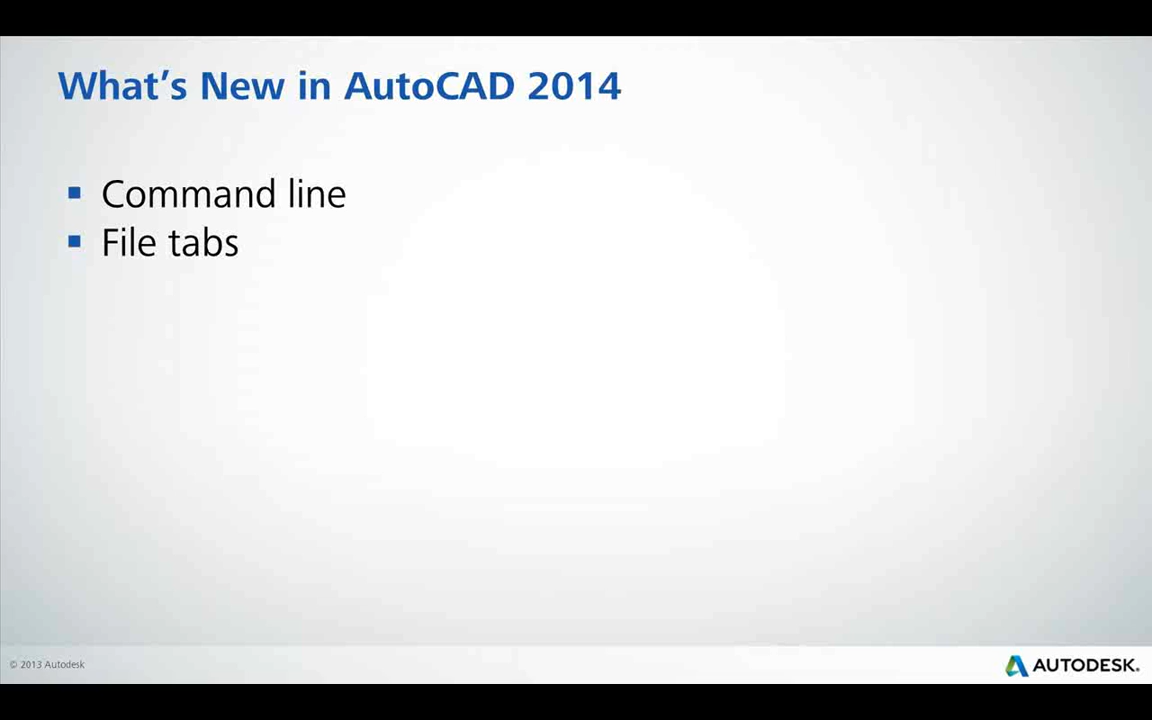 What's New in AutoCAD 2014
▪ Command line
▪ File tabs
© 2013 Autodesk
AUTODESK.